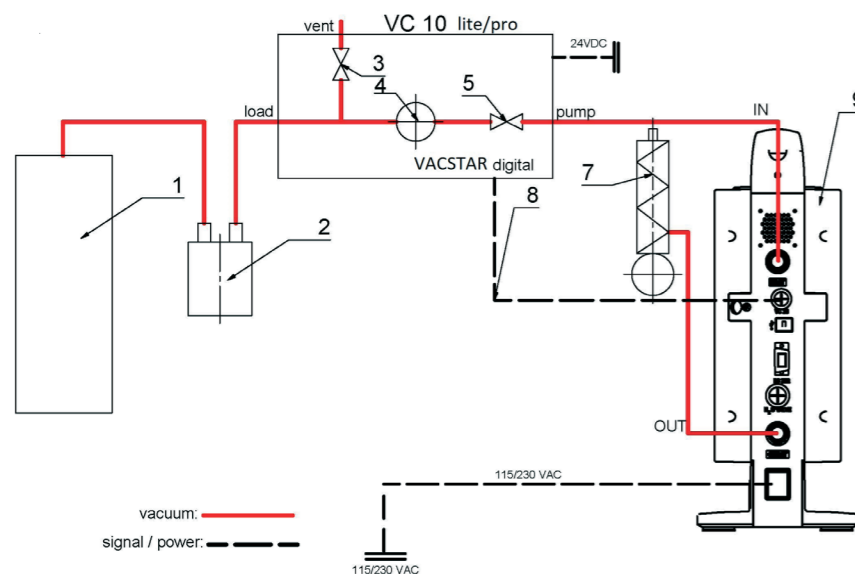 vent
VC 10 lite/pro
24VDC
3
4
5
load
pump
IN
9
VACSTAR digital
7
1
8
2
OUT
115/230 VAC
vacuum:
signal / power:
115/230 VAC